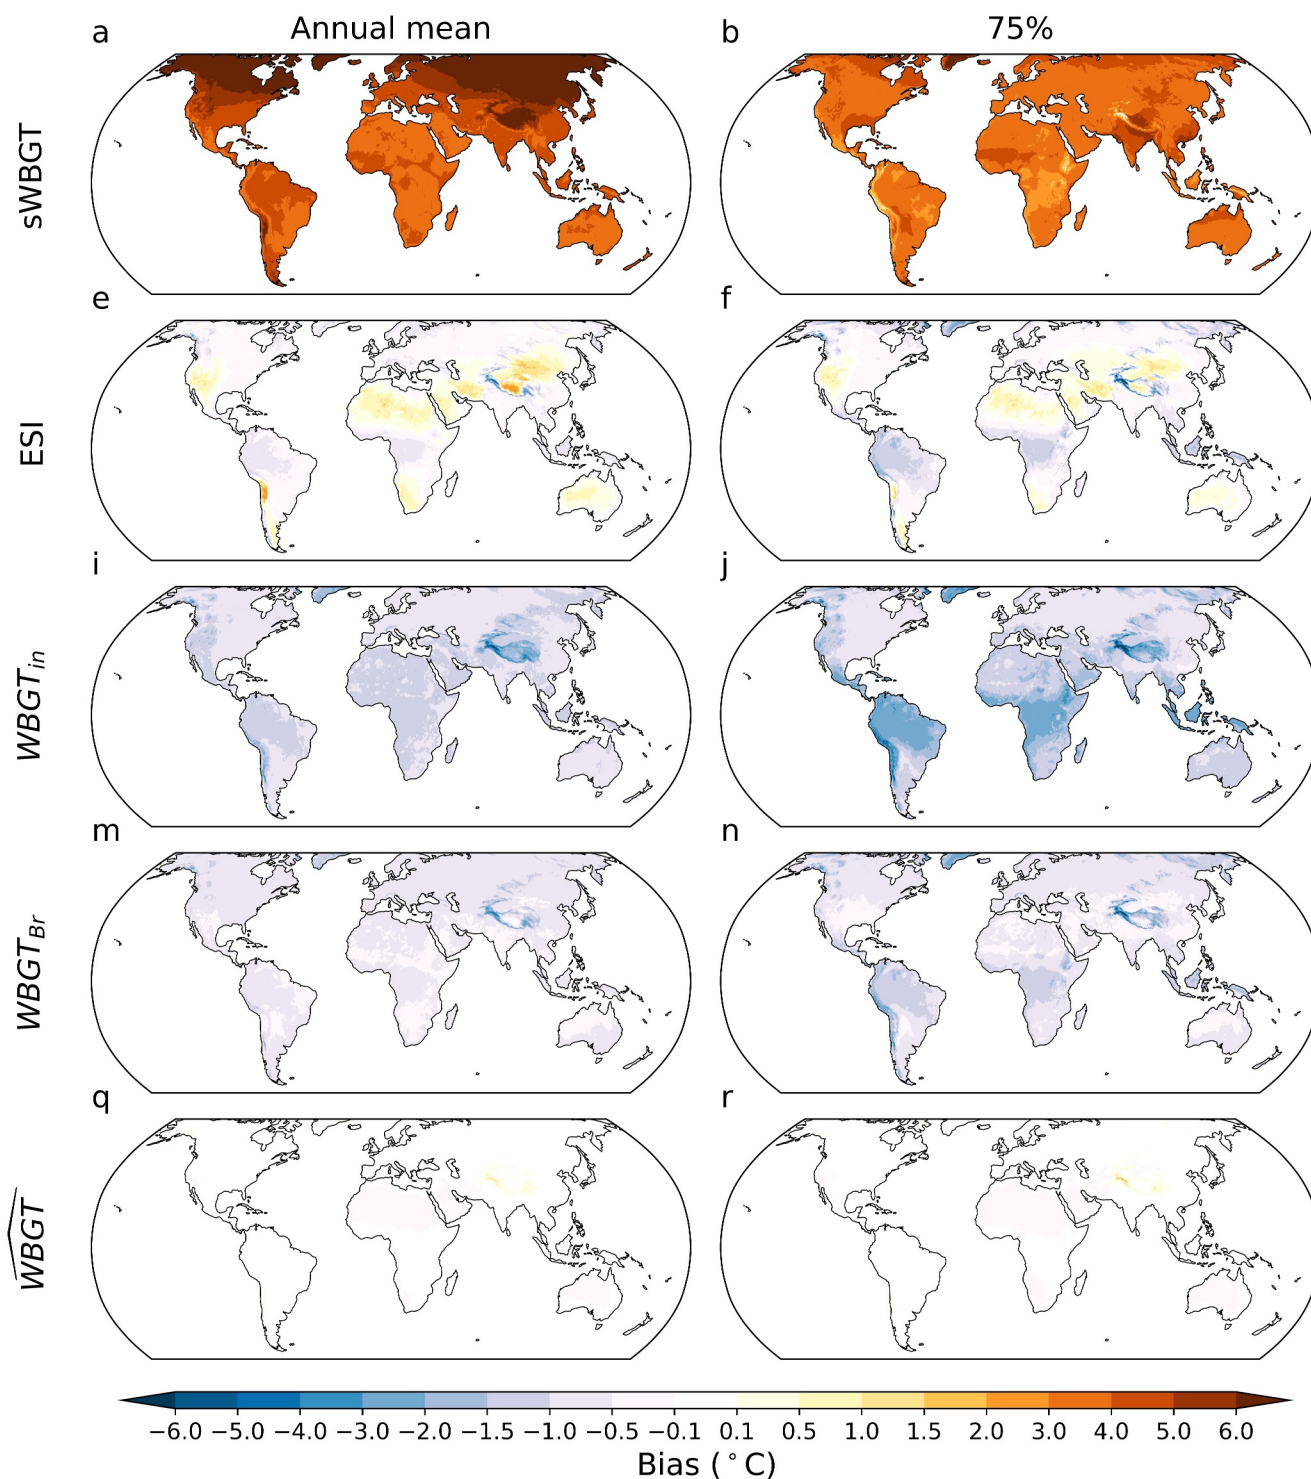 a Annual mean b 75%
sWBGT
e f
ESI
i j
WBGT_in
m n
WBGT_Br
q r
\widehat{WBGT}
−6.0 −5.0 −4.0 −3.0 −2.0 −1.5 −1.0 −0.5 −0.1 0.1 0.5 1.0 1.5 2.0 3.0 4.0 5.0 6.0
Bias (°C)